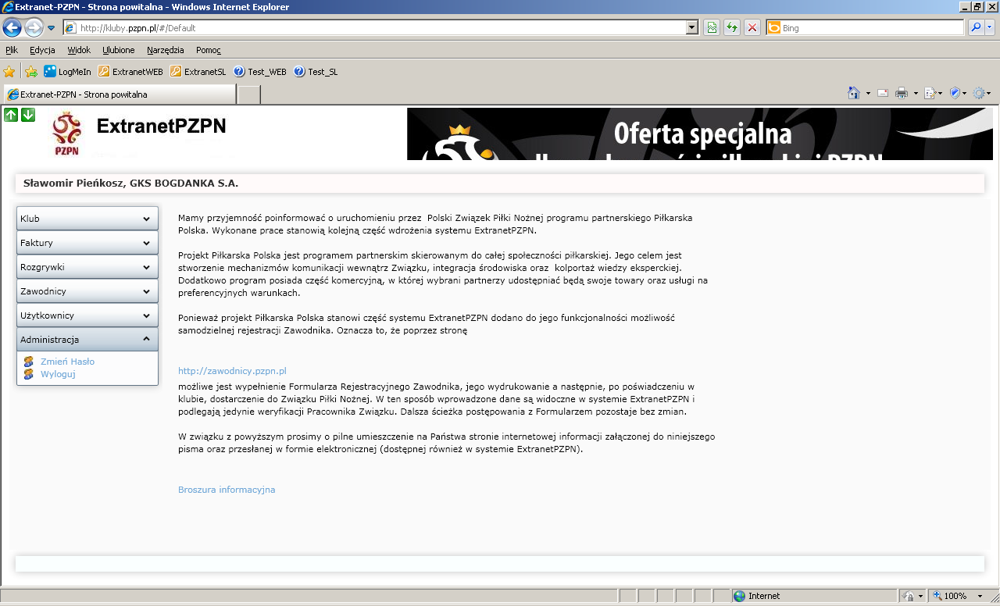 Extranet-PZPN - Strona powitalna - Windows Internet Explorer
http://kluby.pzpn.pl/#/Default
Bing
Plik Edycja Widok Ulubione Narzędzia Pomoc
LogMeIn ExtranetWEB ExtranetSL Test_WEB Test_SL
Extranet-PZPN - Strona powitalna
PZPN
ExtranetPZPN
Oferta specjalna
Sławomir Pieńkosz, GKS BOGDANKA S.A.
Klub
Faktury
Rozgrywki
Zawodnicy
Użytkownicy
Administracja
Zmień Hasło
Wyloguj
Mamy przyjemność poinformować o uruchomieniu przez Polski Związek Piłki Nożnej programu partnerskiego Piłkarska
Polska. Wykonane prace stanowią kolejną część wdrożenia systemu ExtranetPZPN.
Projekt Piłkarska Polska jest programem partnerskim skierowanym do całej społeczności piłkarskiej. Jego celem jest
stworzenie mechanizmów komunikacji wewnątrz Związku, integracja środowiska oraz kolportaż wiedzy eksperckiej.
Dodatkowo program posiada część komercyjną, w której wybrani partnerzy udostępniać będą swoje towary oraz usługi na
preferencyjnych warunkach.
Ponieważ projekt Piłkarska Polska stanowi część systemu ExtranetPZPN dodano do jego funkcjonalności możliwość
samodzielnej rejestracji Zawodnika. Oznacza to, że poprzez stronę
http://zawodnicy.pzpn.pl
możliwe jest wypełnienie Formularza Rejestracyjnego Zawodnika, jego wydrukowanie a następnie, po poświadczeniu w
klubie, dostarczenie do Związku Piłki Nożnej. W ten sposób wprowadzone dane są widoczne w systemie ExtranetPZPN i
podlegają jedynie weryfikacji Pracownika Związku. Dalsza ścieżka postępowania z Formularzem pozostaje bez zmian.
W związku z powyższym prosimy o pilne umieszczenie na Państwa stronie internetowej informacji załączonej do niniejszego
pisma oraz przesłanej w formie elektronicznej (dostępnej również w systemie ExtranetPZPN).
Broszura informacyjna
Internet
100%